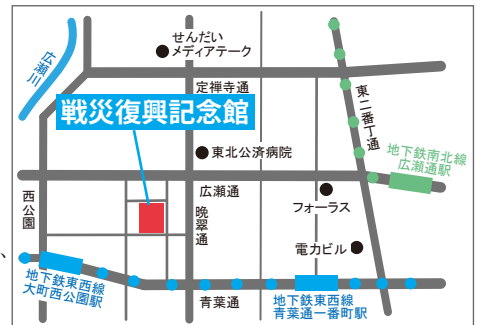 せんだい
メディアテーク
広瀬川
定禅寺通
戦災復興記念館
東二番丁通
東北公済病院
地下鉄南北線
広瀬通駅
広瀬通
西公園
晩翠通
フォーラス
電力ビル
、
地下鉄東西線
大町西公園駅
青葉通
地下鉄東西線
青葉通一番町駅